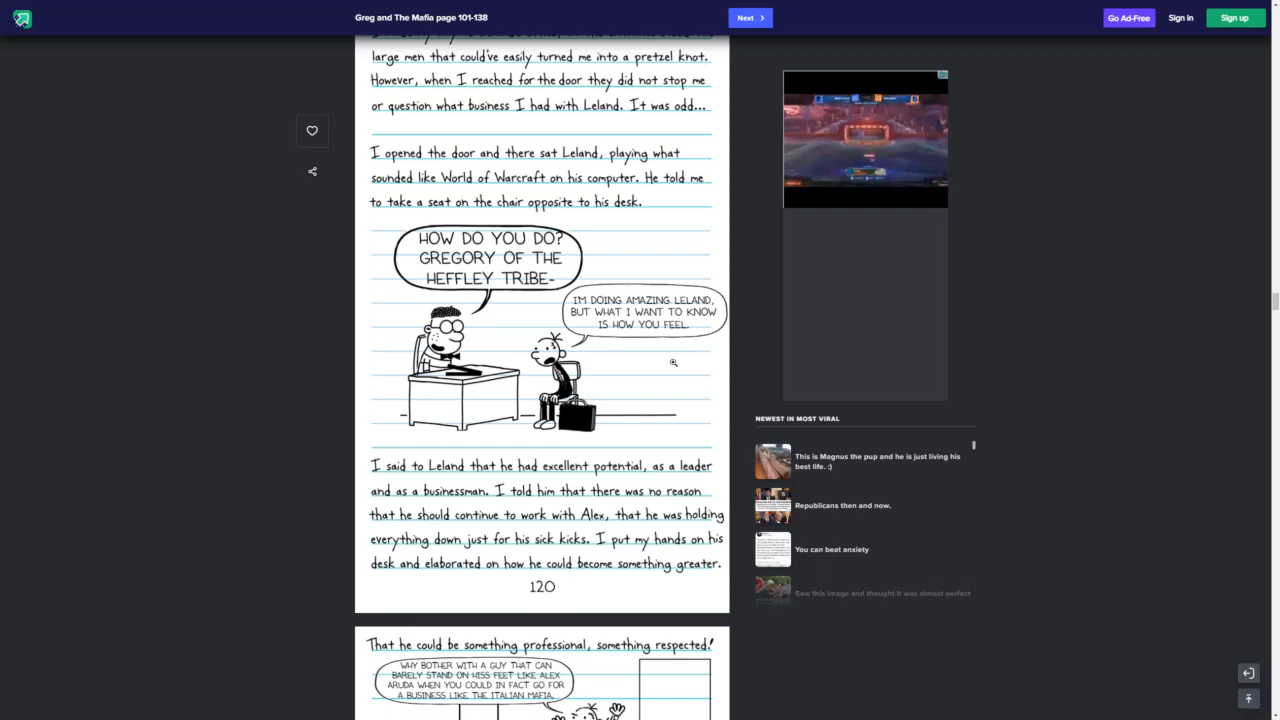 Greg and The Mafia page 101-138
Next
Go Ad-Free
Sign in
Sign up
large men that could've easily turned me into a pretzel knot.
However, when I reached for the door they did not stop me
or question what business I had with Leland. It was odd...
I opened the door and there sat Leland, playing what
sounded like World of Warcraft on his computer. He told me
to take a seat on the chair opposite to his desk.
HOW DO YOU DO?
GREGORY OF THE
HEFFLEY TRIBE-
I'M DOING AMAZING LELAND,
BUT WHAT I WANT TO KNOW
IS HOW YOU FEEL.
I said to Leland that he had excellent potential, as a leader
and as a businessman. I told him that there was no reason
that he should continue to work with Alex, that he was holding
everything down just for his sick kicks. I put my hands on his
desk and elaborated on how he could become something greater.
120
That he could be something professional, something respected!
WHY BOTHER WITH A GUY THAT CAN
BARELY STAND ON HISS FEET LIKE ALEX
ARUDA WHEN YOU COULD IN FACT GO FOR
A BUSINESS LIKE THE ITALIAN MAFIA.
NEWEST IN MOST VIRAL
This is Magnus the pup and he is just living his
best life. :)
Republicans then and now.
You can beat anxiety
Saw this image and thought it was almost perfect